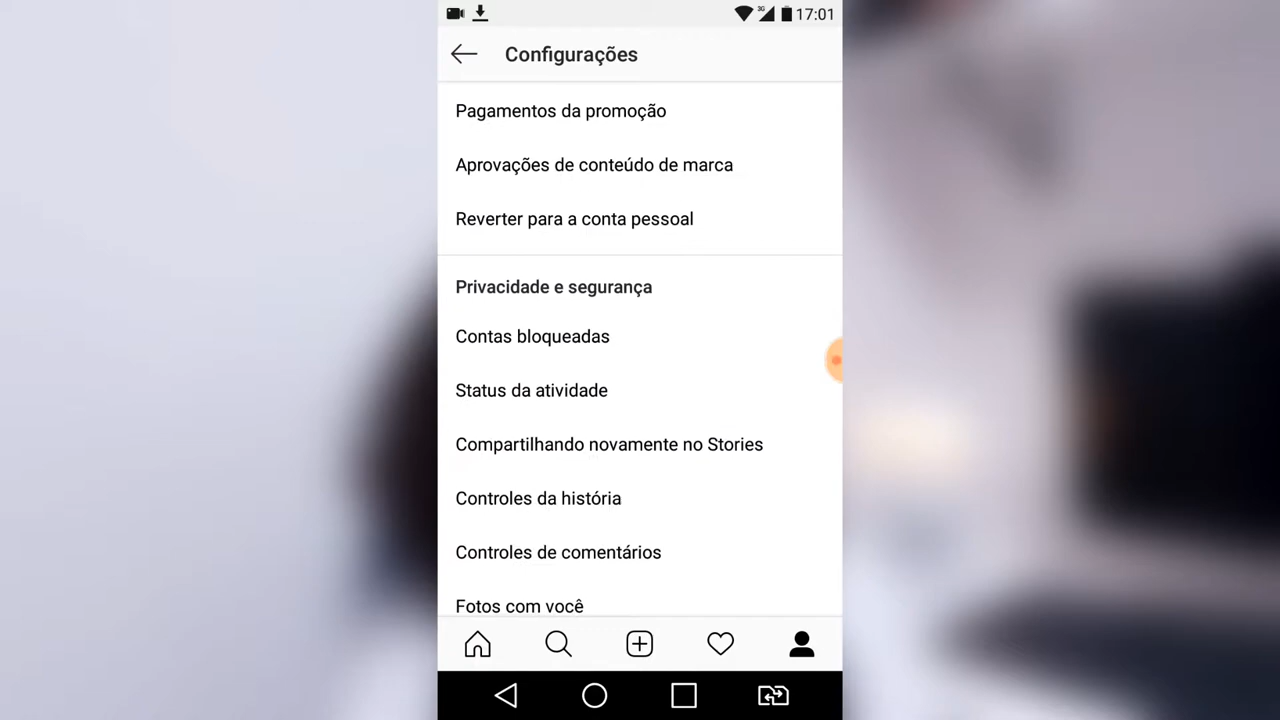 3G 17:01
Configurações
Pagamentos da promoção
Aprovações de conteúdo de marca
Reverter para a conta pessoal
Privacidade e segurança
Contas bloqueadas
Status da atividade
Compartilhando novamente no Stories
Controles da história
Controles de comentários
Fotos com você